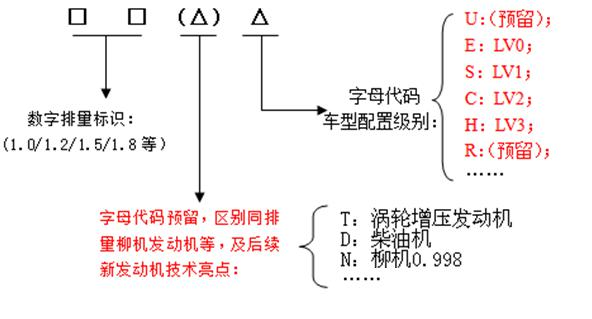 □ □ (△) △
U:(预留);
E: LV0;
S: LV1;
C: LV2;
H: LV3;
R:(预留);
……
字母代码
车型配置级别:
数字排量标识:
(1.0/1.2/1.5/1.8 等)
字母代码预留, 区别同排
量柳机发动机等, 及后续
新发动机技术亮点:
T: 涡轮增压发动机
D: 柴油机
N: 柳机0.998
……